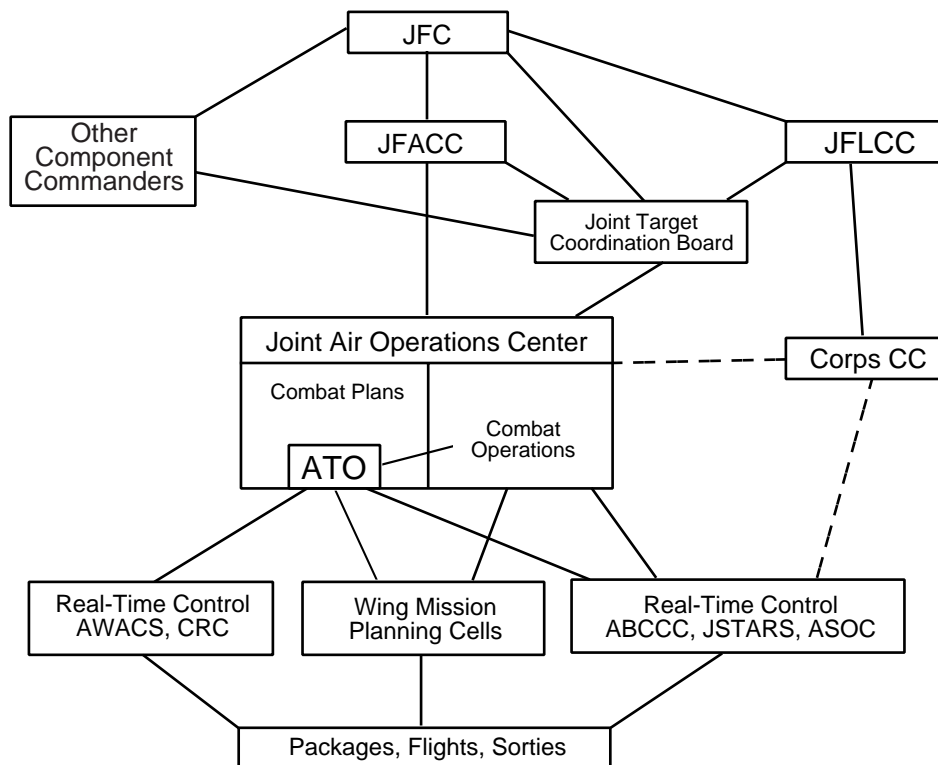 JFC
Other
Component
Commanders
JFACC
JFLCC
Joint Target
Coordination Board
Joint Air Operations Center
Corps CC
Combat Plans
Combat
Operations
ATO
Real-Time Control
AWACS, CRC
Wing Mission
Planning Cells
Real-Time Control
ABCCC, JSTARS, ASOC
Packages, Flights, Sorties